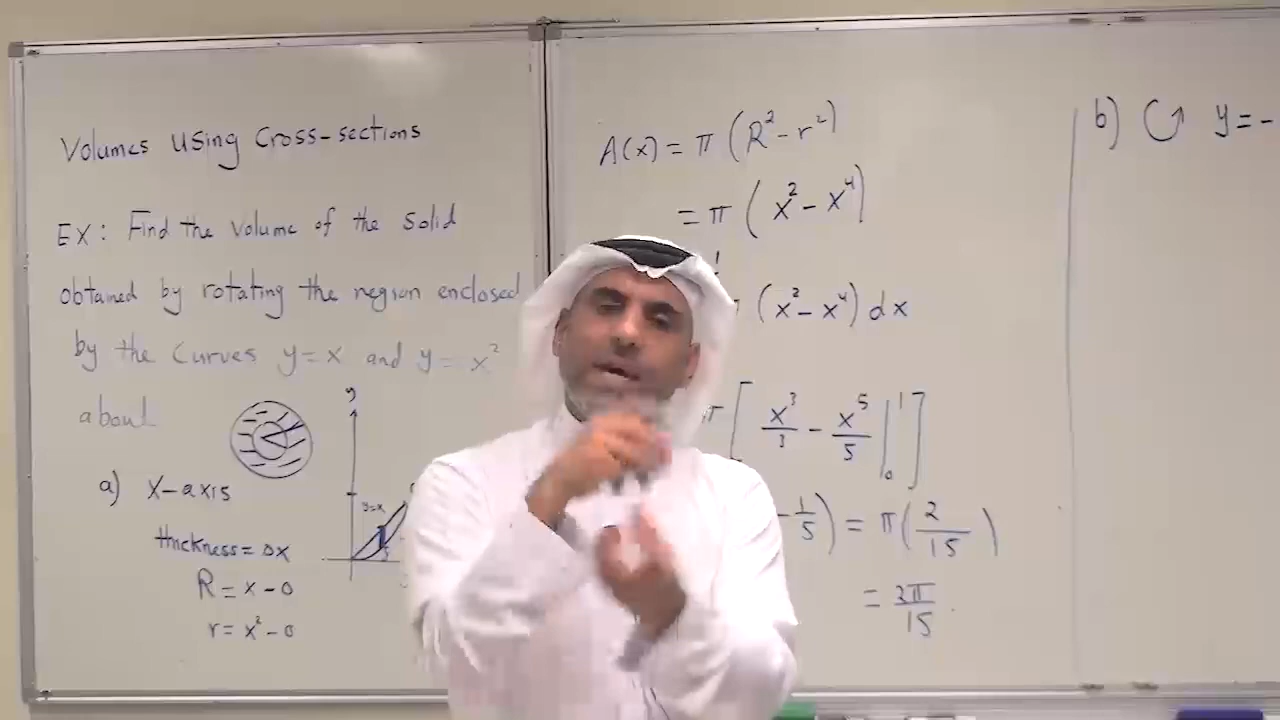 Volumes using Cross-sections
EX: Find the volume of the solid
obtained by rotating the region enclosed
by the curves y=x and y=x²
about
a) X-axis
thickness = Δx
R = x-0
r = x²-0
y
y=x
A(x) = π (R² - r²)
= π (x² - x⁴)
(x² - x⁴) dx
π [ x³/3 - x⁵/5 |₀¹ ]
- 1/5) = π( 2/15 )
= 2π/15
b) ↺ y = -